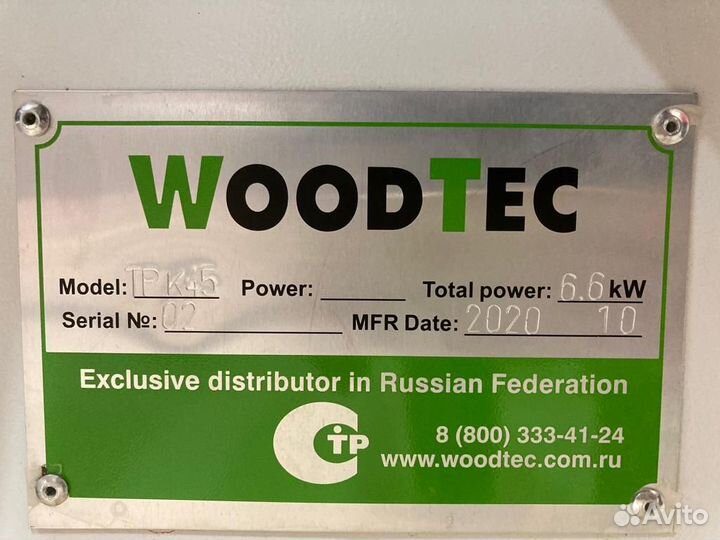 WOODTEC
Model: TPK45 Power: Total power: 6.6 kW
Serial №: 02 MFR Date: 2020 10
Exclusive distributor in Russian Federation
СТР
8 (800) 333-41-24
www.woodtec.com.ru
Avito